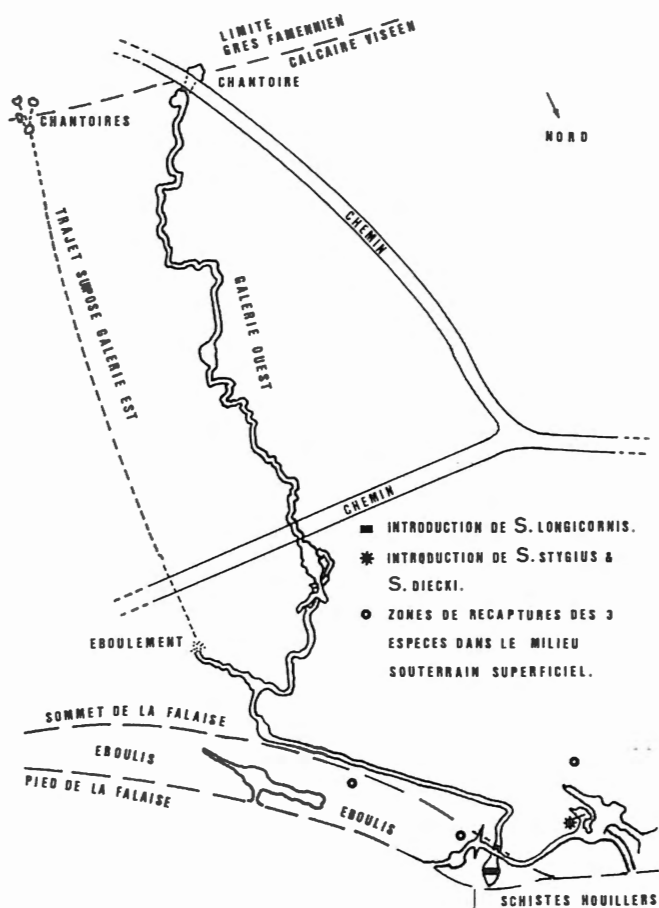 LIMITE
GRES FAMENNIEN
CALCAIRE VISEEN
CHANTOIRE
CHANTOIRES
NORD
CHEMIN
TRAJET SUPPOSE GALERIE EST
GALERIE OUEST
CHEMIN
INTRODUCTION DE S. LONGICORNIS.
INTRODUCTION DE S. STYGIUS &
S. DIECKI.
ZONES DE RECAPTURES DES 3
ESPECES DANS LE MILIEU
SOUTERRAIN SUPERFICIEL.
EBOULEMENT
SOMMET DE LA FALAISE
EBOULIS
PIED DE LA FALAISE
EBOULIS
SCHISTES HOUILLERS